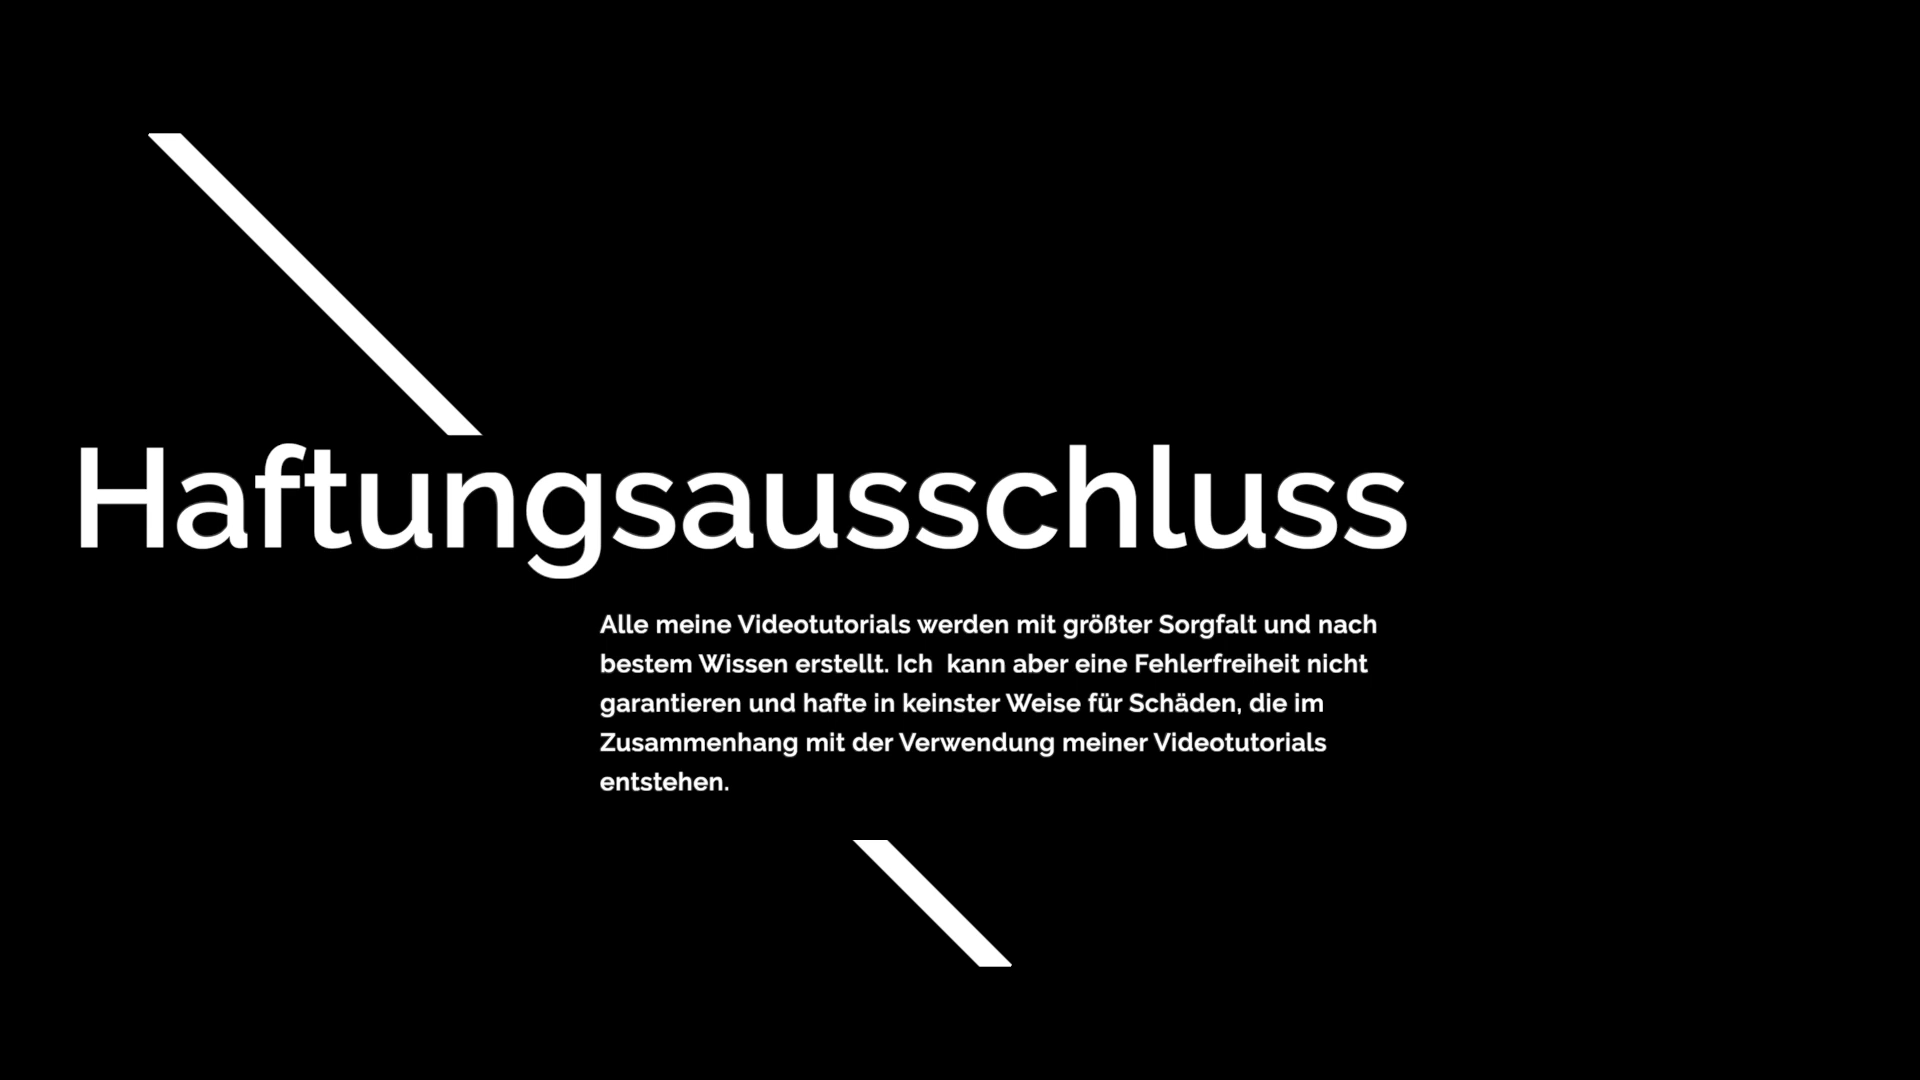 Haftungsausschluss
Alle meine Videotutorials werden mit größter Sorgfalt und nach
bestem Wissen erstellt. Ich  kann aber eine Fehlerfreiheit nicht
garantieren und hafte in keinster Weise für Schäden, die im
Zusammenhang mit der Verwendung meiner Videotutorials
entstehen.